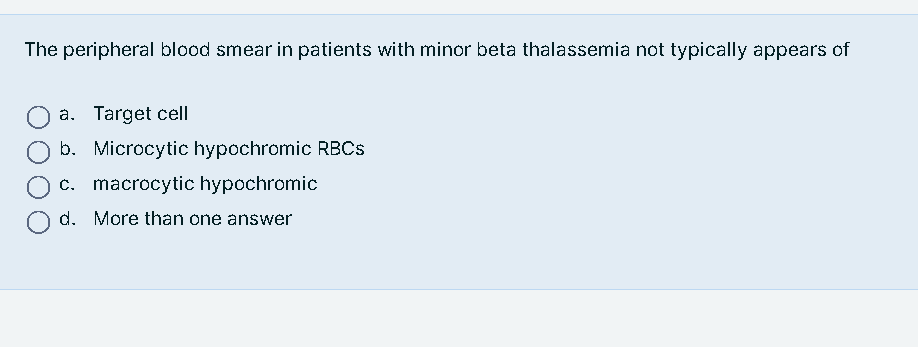 The peripheral blood smear in patients with minor beta thalassemia not typically appears of
a. Target cell
b. Microcytic hypochromic RBCs
c. macrocytic hypochromic
d. More than one answer